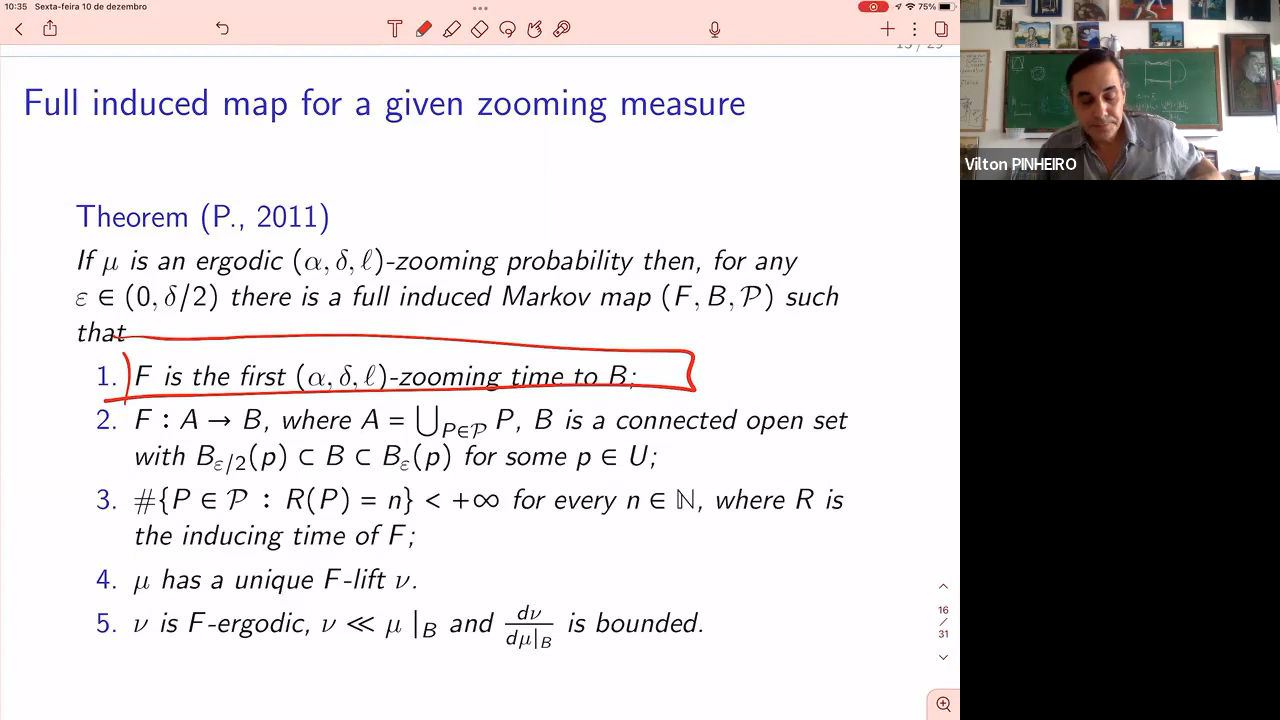 10:35 Sexta-feira 10 de dezembro
75%
Full induced map for a given zooming measure
Theorem (P., 2011)
If μ is an ergodic (α, δ, ℓ)-zooming probability then, for any
ε ∈ (0, δ/2) there is a full induced Markov map (F, B, 𝒫) such
that
1. F is the first (α, δ, ℓ)-zooming time to B;
2. F : A → B, where A = ⋃_{P∈𝒫} P, B is a connected open set
with B_{ε/2}(p) ⊂ B ⊂ B_ε(p) for some p ∈ U;
3. #{P ∈ 𝒫 : R(P) = n} < +∞ for every n ∈ ℕ, where R is
the inducing time of F;
4. μ has a unique F-lift ν.
5. ν is F-ergodic, ν ≪ μ|_B and dν/dμ|_B is bounded.
16
/
31
Vilton PINHEIRO